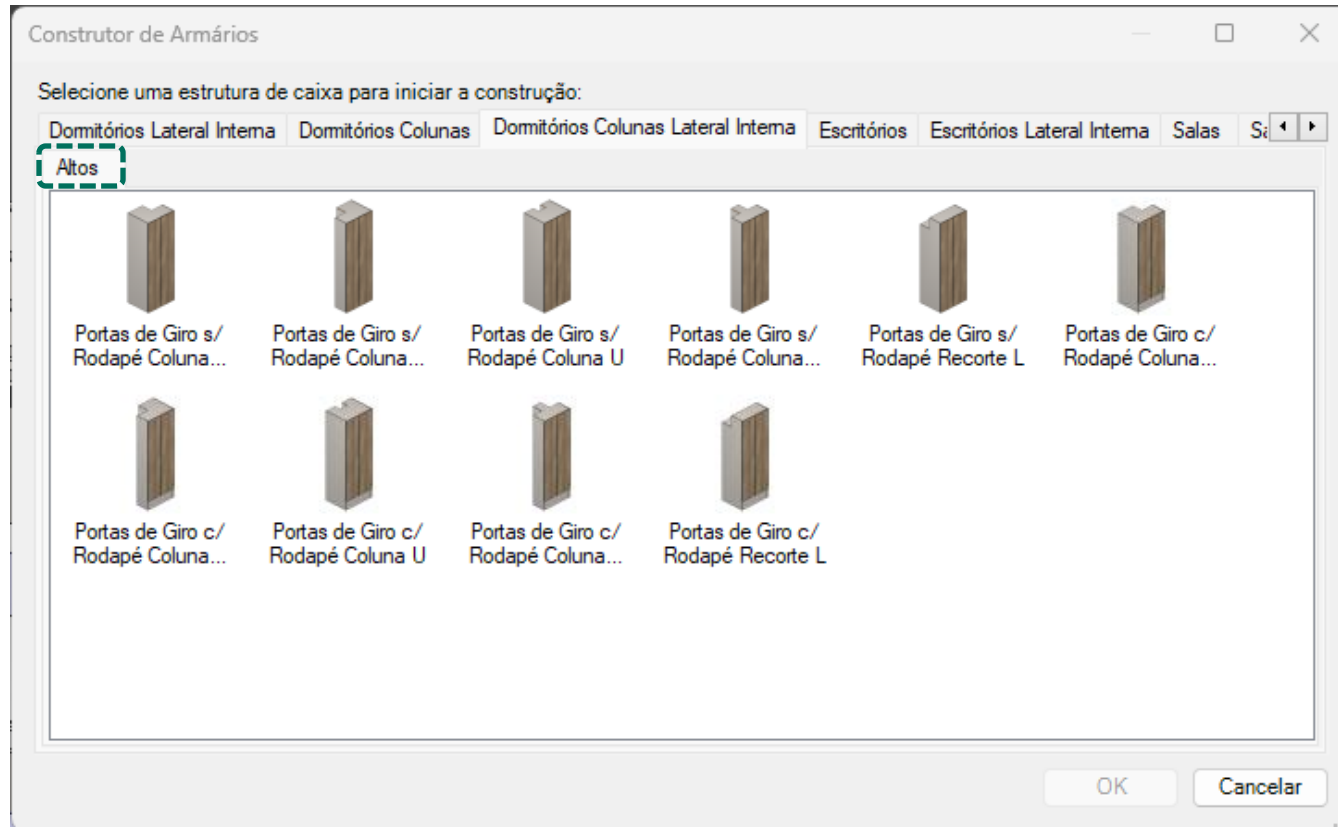 Construtor de Armários
Selecione uma estrutura de caixa para iniciar a construção:
Dormitórios Lateral Interna Dormitórios Colunas Dormitórios Colunas Lateral Interna Escritórios Escritórios Lateral Interna Salas Sa
Altos
Portas de Giro s/ Portas de Giro s/ Portas de Giro s/ Portas de Giro s/ Portas de Giro s/ Portas de Giro c/
Rodapé Coluna... Rodapé Coluna... Rodapé Coluna U Rodapé Coluna... Rodapé Recorte L Rodapé Coluna...
Portas de Giro c/ Portas de Giro c/ Portas de Giro c/ Portas de Giro c/
Rodapé Coluna... Rodapé Coluna U Rodapé Coluna... Rodapé Recorte L
OK Cancelar